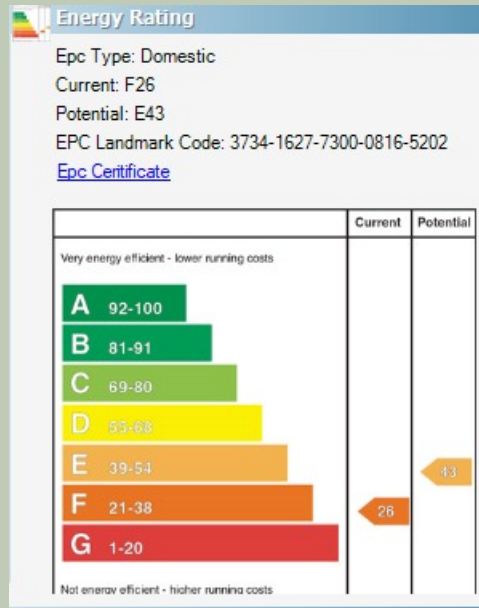 Energy Rating
Epc Type: Domestic
Current: F26
Potential: E43
EPC Landmark Code: 3734-1627-7300-0816-5202
Epc Ceritificate
Current Potential
Very energy efficient - lower running costs
A 92-100
B 81-91
C 69-80
D 55-68
E 39-54
43
F 21-38
26
G 1-20
Not energy efficient - higher running costs